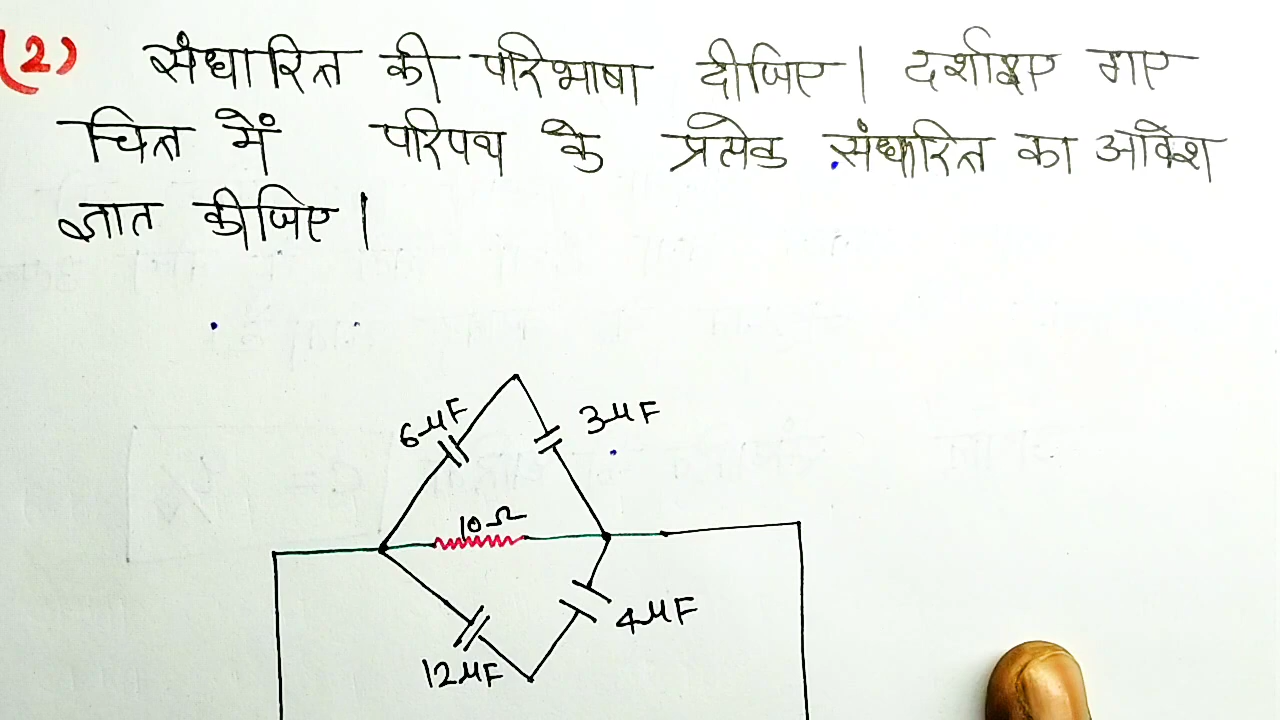 (2) संधारित्र की परिभाषा दीजिए। दर्शाए गए
चित्र में परिपथ के प्रत्येक संधारित्र का आवेश
ज्ञात कीजिए।
6μF 3μF
10Ω
4μF
12μF